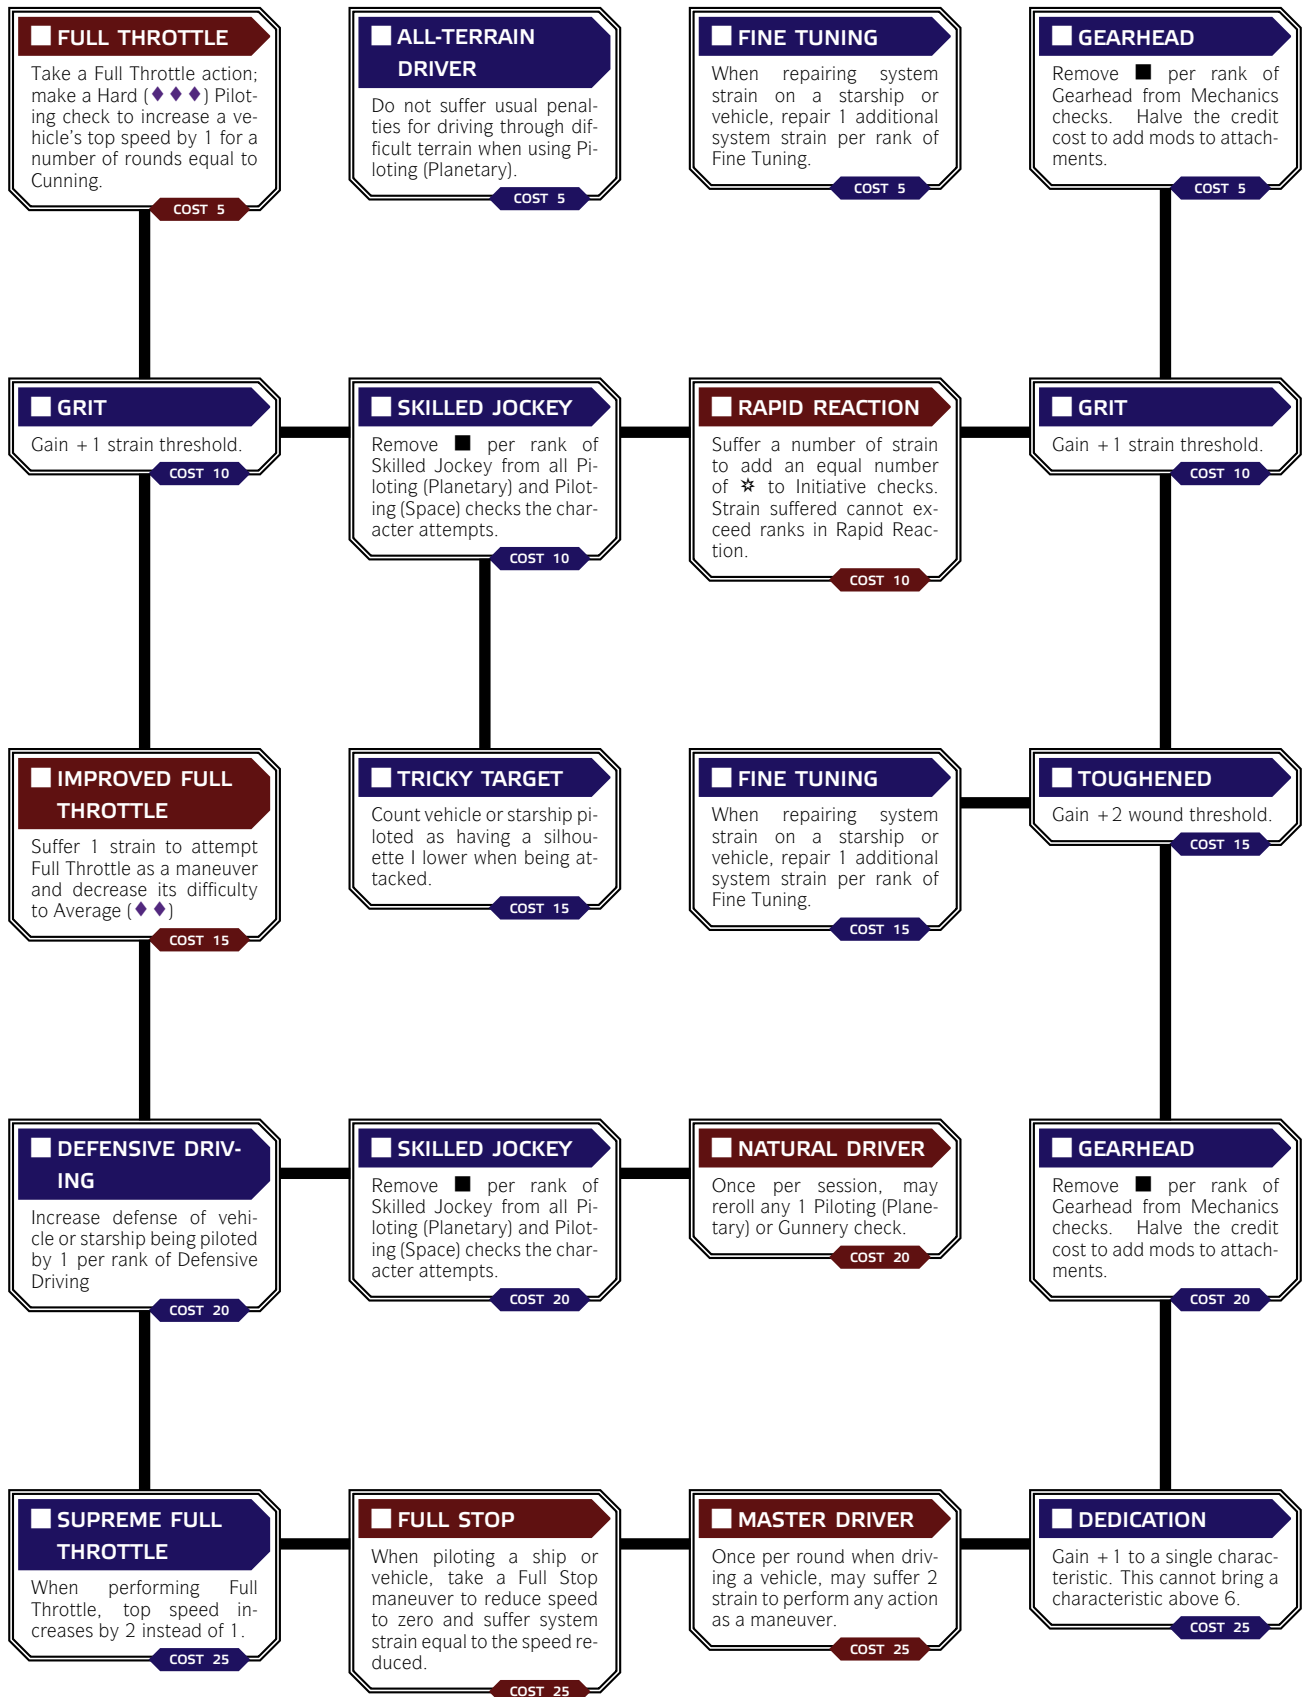 FULL THROTTLE
Take a Full Throttle action;
make a Hard (♦ ♦ ♦) Pilot-
ing check to increase a ve-
hicle's top speed by 1 for a
number of rounds equal to
Cunning.
COST 5
ALL-TERRAIN
DRIVER
Do not suffer usual penal-
ties for driving through dif-
ficult terrain when using Pi-
loting (Planetary).
COST 5
FINE TUNING
When repairing system
strain on a starship or
vehicle, repair 1 additional
system strain per rank of
Fine Tuning.
COST 5
GEARHEAD
Remove ■ per rank of
Gearhead from Mechanics
checks. Halve the credit
cost to add mods to attach-
ments.
COST 5
GRIT
Gain +1 strain threshold.
COST 10
SKILLED JOCKEY
Remove ■ per rank of
Skilled Jockey from all Pi-
loting (Planetary) and Pilot-
ing (Space) checks the char-
acter attempts.
COST 10
RAPID REACTION
Suffer a number of strain
to add an equal number
of ✲ to Initiative checks.
Strain suffered cannot ex-
ceed ranks in Rapid Reac-
tion.
COST 10
GRIT
Gain +1 strain threshold.
COST 10
IMPROVED FULL
THROTTLE
Suffer 1 strain to attempt
Full Throttle as a maneuver
and decrease its difficulty
to Average (♦ ♦)
COST 15
TRICKY TARGET
Count vehicle or starship pi-
loted as having a silhou-
ette I lower when being at-
tacked.
COST 15
FINE TUNING
When repairing system
strain on a starship or
vehicle, repair 1 additional
system strain per rank of
Fine Tuning.
COST 15
TOUGHENED
Gain +2 wound threshold.
COST 15
DEFENSIVE DRIV-
ING
Increase defense of vehi-
cle or starship being piloted
by 1 per rank of Defensive
Driving
COST 20
SKILLED JOCKEY
Remove ■ per rank of
Skilled Jockey from all Pi-
loting (Planetary) and Pilot-
ing (Space) checks the char-
acter attempts.
COST 20
NATURAL DRIVER
Once per session, may
reroll any 1 Piloting (Plane-
tary) or Gunnery check.
COST 20
GEARHEAD
Remove ■ per rank of
Gearhead from Mechanics
checks. Halve the credit
cost to add mods to attach-
ments.
COST 20
SUPREME FULL
THROTTLE
When performing Full
Throttle, top speed in-
creases by 2 instead of 1.
COST 25
FULL STOP
When piloting a ship or
vehicle, take a Full Stop
maneuver to reduce speed
to zero and suffer system
strain equal to the speed re-
duced.
COST 25
MASTER DRIVER
Once per round when driv-
ing a vehicle, may suffer 2
strain to perform any action
as a maneuver.
COST 25
DEDICATION
Gain +1 to a single charac-
teristic. This cannot bring a
characteristic above 6.
COST 25